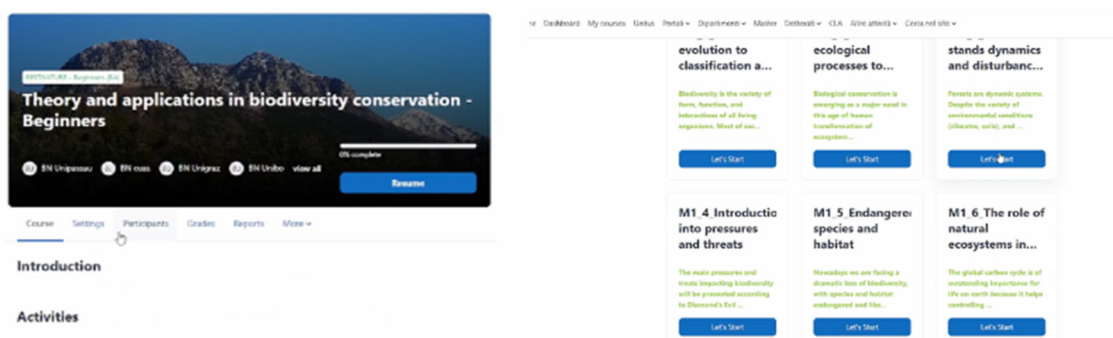 BESTNATURE - Beginners (BA)
Theory and applications in biodiversity conservation -
Beginners
BN Unipassau
BN cuas
BN Unigraz
BN Unibo
view all
0% complete
Resume
Course
Settings
Participants
Grades
Reports
More
Introduction
Activities
Dashboard
My courses
Unitus
Portali
Dipartimenti
Master
Dottorati
CLA
Altre attività
Cerca nel sito
evolution to
classification a...
Biodiversity is the variety of
form, function, and
interactions of all living
organisms. Most of our...
Let's Start
ecological
processes to...
Biological conservation is
emerging as a major need in
this age of human
transformation of
ecosystem...
Let's Start
stands dynamics
and disturbanc...
Forests are dynamic systems.
Despite the variety of
environmental conditions
(climates, soils), and ...
Let's Start
M1_4_Introductio
into pressures
and threats
The main pressures and
treats impacting biodiversity
will be presented according
to Diamond's Evil ...
Let's Start
M1_5_Endangere
species and
habitat
Nowadays we are facing a
dramatic loss of biodiversity,
with species and habitat
endangered and like...
Let's Start
M1_6_The role of
natural
ecosystems in...
The global carbon cycle is of
outstanding importance for
life on earth because it helps
controlling ...
Let's Start